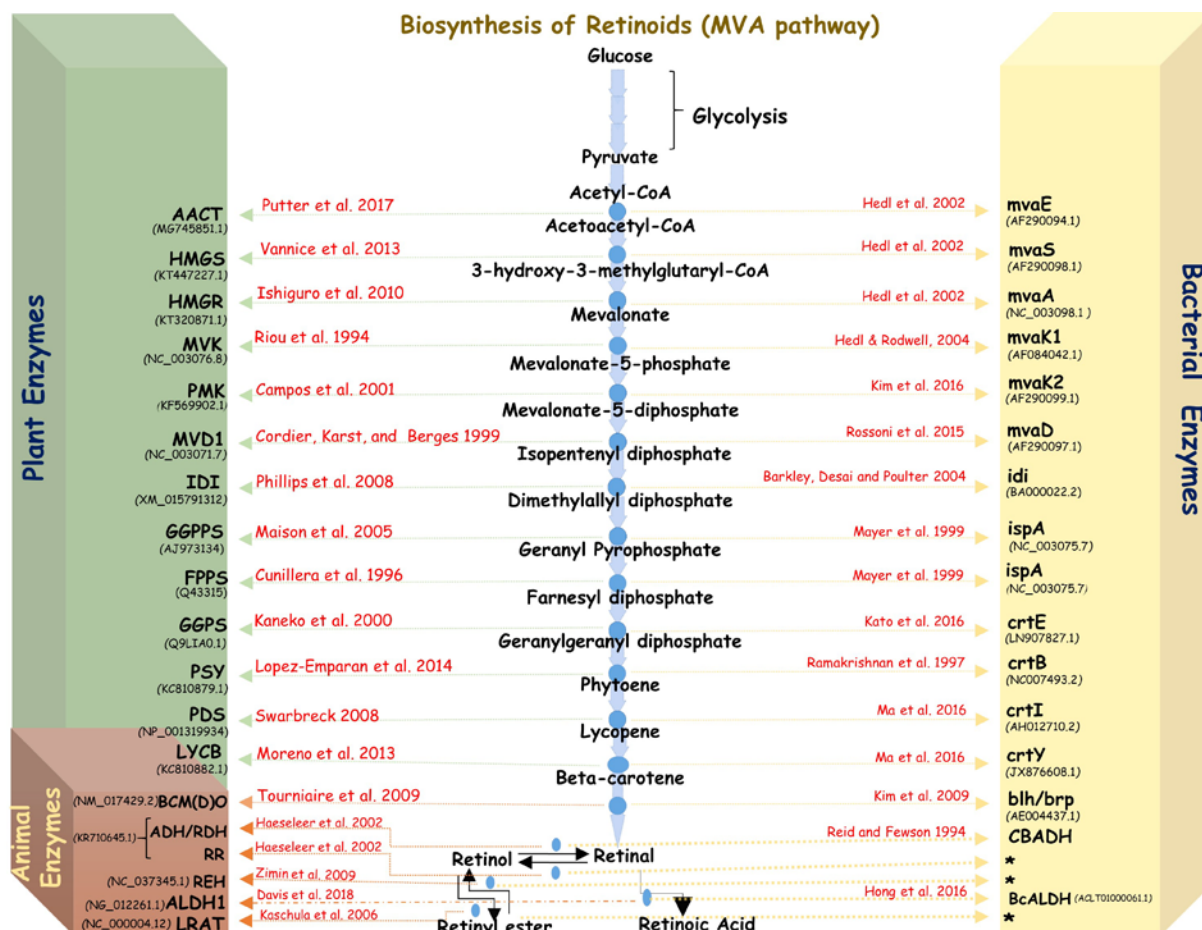 Biosynthesis of Retinoids (MVA pathway)
Glucose
Glycolysis
Pyruvate
Acetyl-CoA
AACT
(MG745851.1)
Putter et al. 2017
Hedl et al. 2002
mvaE
(AF290094.1)
Acetoacetyl-CoA
HMGS
(KT447227.1)
Vannice et al. 2013
Hedl et al. 2002
mvaS
(AF290098.1)
3-hydroxy-3-methylglutaryl-CoA
HMGR
(KT320871.1)
Ishiguro et al. 2010
Hedl et al. 2002
mvaA
(NC_003098.1)
Mevalonate
MVK
(NC_003076.8)
Riou et al. 1994
Hedl & Rodwell, 2004
mvaK1
(AF084042.1)
Mevalonate-5-phosphate
PMK
(KF569902.1)
Campos et al. 2001
Kim et al. 2016
mvaK2
(AF290099.1)
Mevalonate-5-diphosphate
MVD1
(NC_003071.7)
Cordier, Karst, and Berges 1999
Rossoni et al. 2015
mvaD
(AF290097.1)
Isopentenyl diphosphate
IDI
(XM_015791312)
Phillips et al. 2008
Barkley, Desai and Poulter 2004
idi
(BA000022.2)
Dimethylallyl diphosphate
GGPPS
(AJ973134)
Maison et al. 2005
Mayer et al. 1999
ispA
(NC_003075.7)
Geranyl Pyrophosphate
FPPS
(Q43315)
Cunillera et al. 1996
Mayer et al. 1999
ispA
(NC_003075.7)
Farnesyl diphosphate
GGPS
(Q9LIA0.1)
Kaneko et al. 2000
Kato et al. 2016
crtE
(LN907827.1)
Geranylgeranyl diphosphate
PSY
(KC810879.1)
Lopez-Emparan et al. 2014
Ramakrishnan et al. 1997
crtB
(NC007493.2)
Phytoene
PDS
(NP_001319934)
Swarbreck 2008
Ma et al. 2016
crtI
(AH012710.2)
Lycopene
LYCB
(KC810882.1)
Moreno et al. 2013
Ma et al. 2016
crtY
(JX876608.1)
Beta-carotene
(NM_017429.2)BCM(D)O
Tourniaire et al. 2009
Kim et al. 2009
blh/brp
(AE004437.1)
(KR710645.1)
ADH/RDH
Haeseleer et al. 2002
Reid and Fewson 1994
CBADH
RR
Haeseleer et al. 2002
Retinol
Retinal
*
(NC_037345.1) REH
Zimin et al. 2009
*
(NG_012261.1)ALDH1
Davis et al. 2018
Hong et al. 2016
BcALDH (ACLT01000061.1)
(NC_000004.12) LRAT
Kaschula et al. 2006
*
Retinyl ester
Retinoic Acid
Plant Enzymes
Animal
Enzymes
Bacterial Enzymes